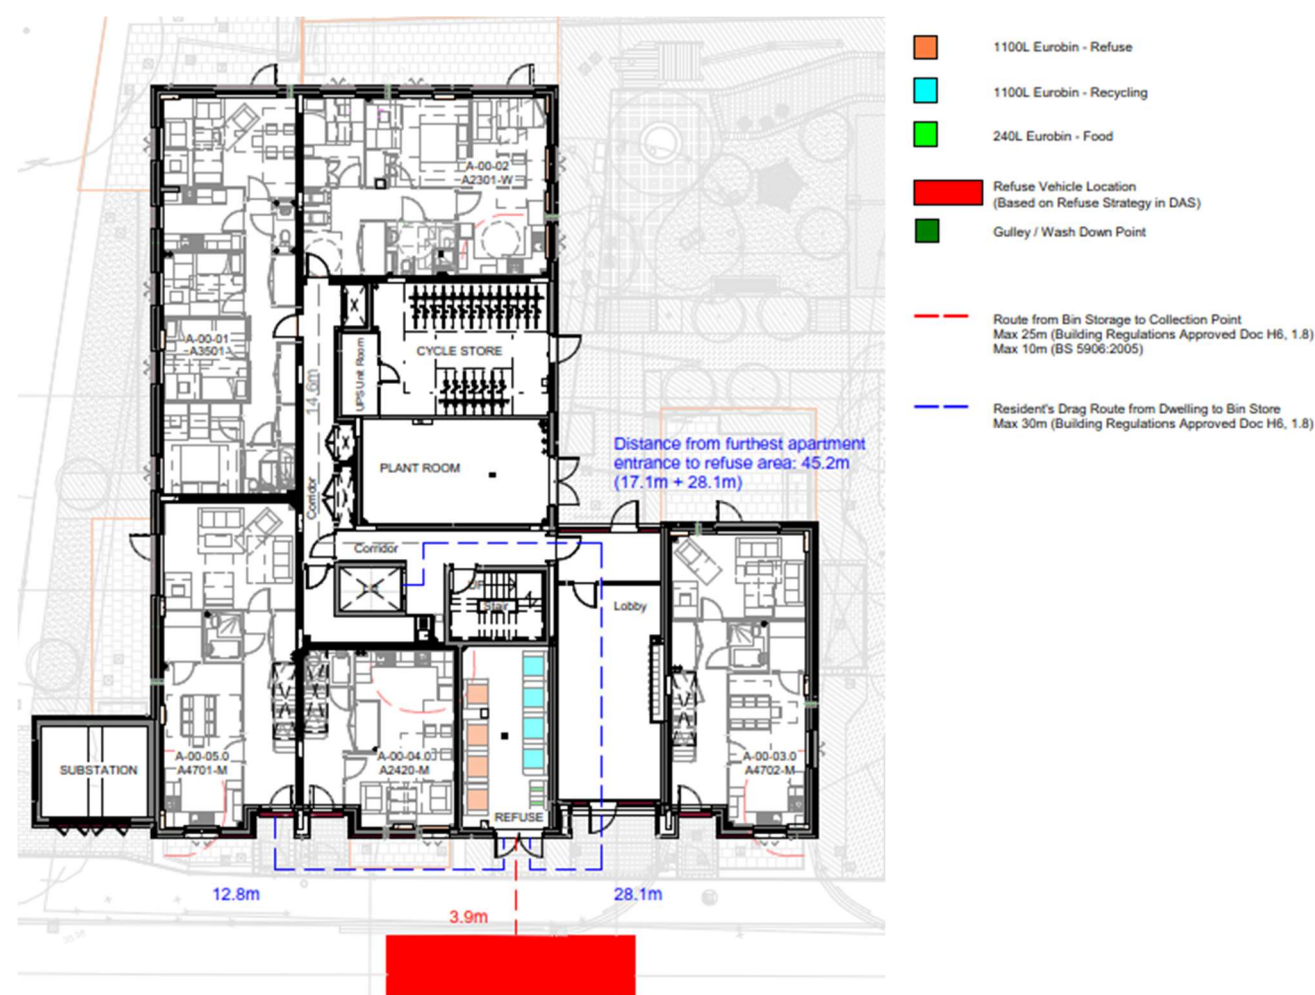 1100L Eurobin - Refuse
1100L Eurobin - Recycling
240L Eurobin - Food
Refuse Vehicle Location
(Based on Refuse Strategy in DAS)
Gulley / Wash Down Point
Route from Bin Storage to Collection Point
Max 25m (Building Regulations Approved Doc H6, 1.8)
Max 10m (BS 5906:2005)
Resident's Drag Route from Dwelling to Bin Store
Max 30m (Building Regulations Approved Doc H6, 1.8)
A-00-02
A2301-W
A-00-01
A3501
CYCLE STORE
UPS Unit Room
14.6m
PLANT ROOM
Corridor
Distance from furthest apartment
entrance to refuse area: 45.2m
(17.1m + 28.1m)
Corridor
UP
Stair
Lobby
A-00-05.0
A4701-M
A-00-04.0
A2420-M
A-00-03.0
A4702-M
SUBSTATION
REFUSE
12.8m
28.1m
3.9m